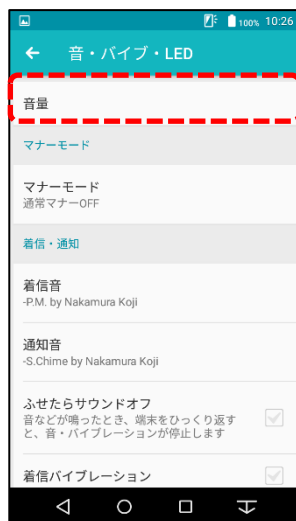 100% 10:26
音・バイブ・LED
音量
マナーモード
マナーモード
通常マナーOFF
着信・通知
着信音
-P.M. by Nakamura Koji
通知音
-S.Chime by Nakamura Koji
ふせたらサウンドオフ
音などが鳴ったとき、端末をひっくり返す
と、音・バイブレーションが停止します
着信バイブレーション